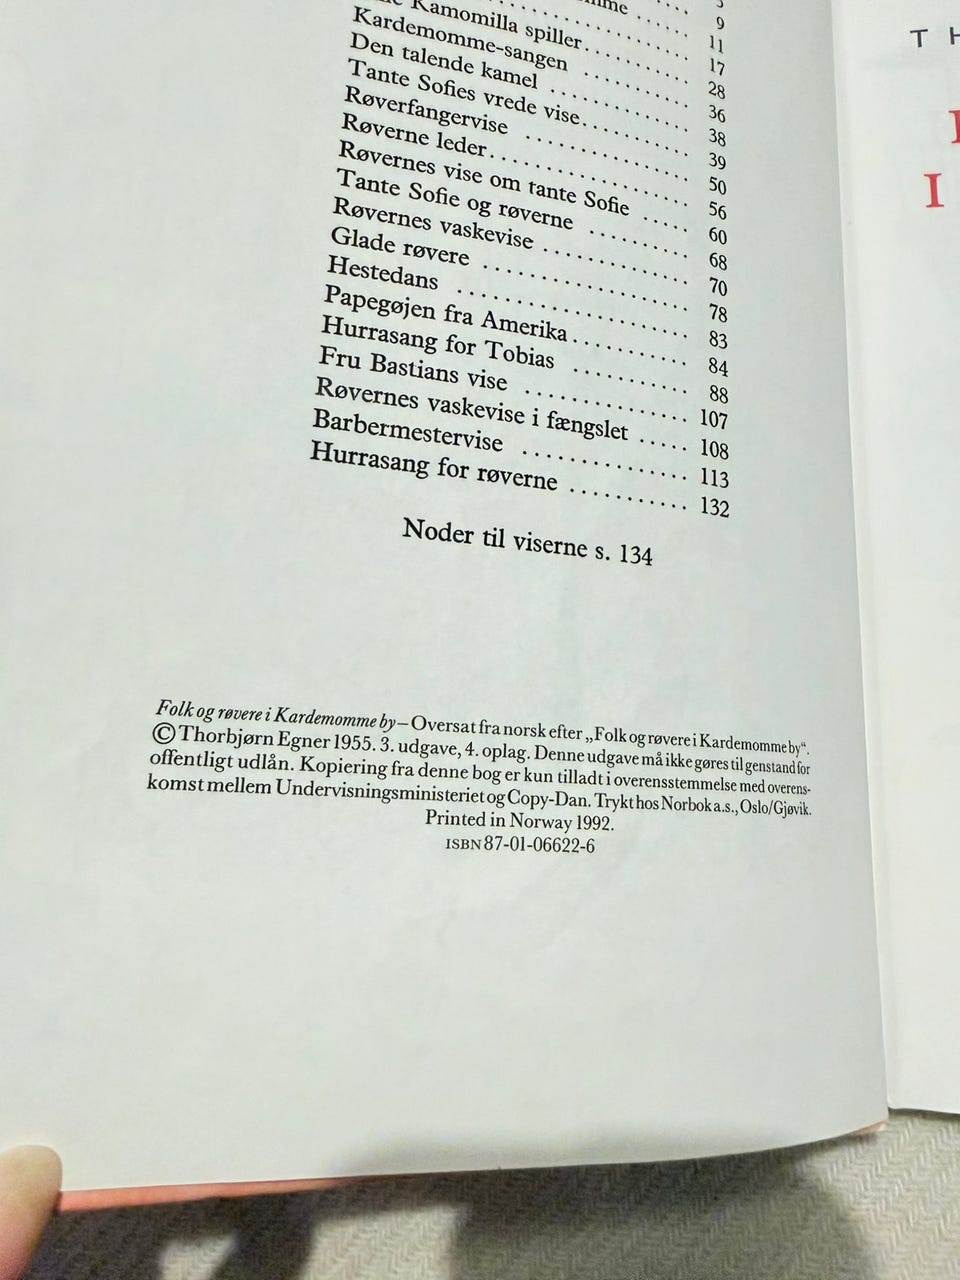 3
9
11
mme ..... 17
Kamomilla spiller .......... 28
Kardemomme-sangen .......... 36
Den talende kamel .......... 38
Tante Sofies vrede vise .......... 39
Røverfangervise .......... 50
Røverne leder .......... 56
Røvernes vise om tante Sofie ..... 60
Tante Sofie og røverne .......... 68
Røvernes vaskevise .......... 70
Glade røvere .......... 78
Hestedans .......... 83
Papegøjen fra Amerika .......... 84
Hurrasang for Tobias .......... 88
Fru Bastians vise .......... 107
Røvernes vaskevise i fængslet ..... 108
Barbermestervise .......... 113
Hurrasang for røverne .......... 132
Noder til viserne s. 134
Folk og røvere i Kardemomme by – Oversat fra norsk efter „Folk og røvere i Kardemomme by“.
© Thorbjørn Egner 1955. 3. udgave, 4. oplag. Denne udgave må ikke gøres til genstand for
offentligt udlån. Kopiering fra denne bog er kun tilladt i overensstemmelse med overens-
komst mellem Undervisningsministeriet og Copy-Dan. Trykt hos Norbok a.s., Oslo/Gjøvik.
Printed in Norway 1992.
ISBN 87-01-06622-6
T H
I